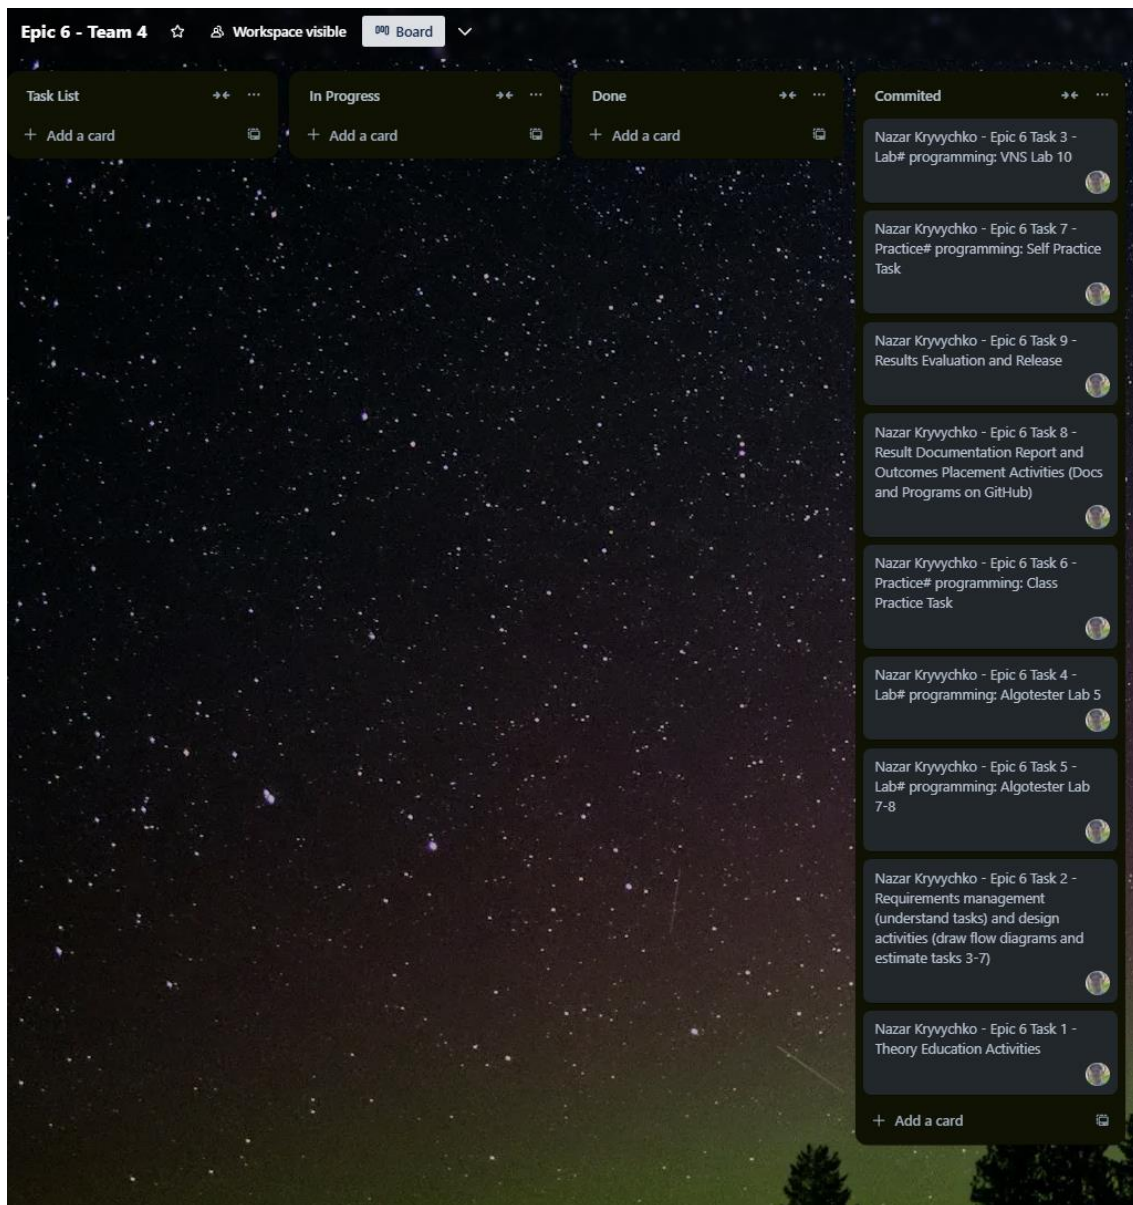 Epic 6 - Team 4
Workspace visible
Board
Task List
Add a card
In Progress
Add a card
Done
Add a card
Commited
Nazar Kryvychko - Epic 6 Task 3 -
Lab# programming: VNS Lab 10
Nazar Kryvychko - Epic 6 Task 7 -
Practice# programming: Self Practice
Task
Nazar Kryvychko - Epic 6 Task 9 -
Results Evaluation and Release
Nazar Kryvychko - Epic 6 Task 8 -
Result Documentation Report and
Outcomes Placement Activities (Docs
and Programs on GitHub)
Nazar Kryvychko - Epic 6 Task 6 -
Practice# programming: Class
Practice Task
Nazar Kryvychko - Epic 6 Task 4 -
Lab# programming: Algotester Lab 5
Nazar Kryvychko - Epic 6 Task 5 -
Lab# programming: Algotester Lab
7-8
Nazar Kryvychko - Epic 6 Task 2 -
Requirements management
(understand tasks) and design
activities (draw flow diagrams and
estimate tasks 3-7)
Nazar Kryvychko - Epic 6 Task 1 -
Theory Education Activities
Add a card